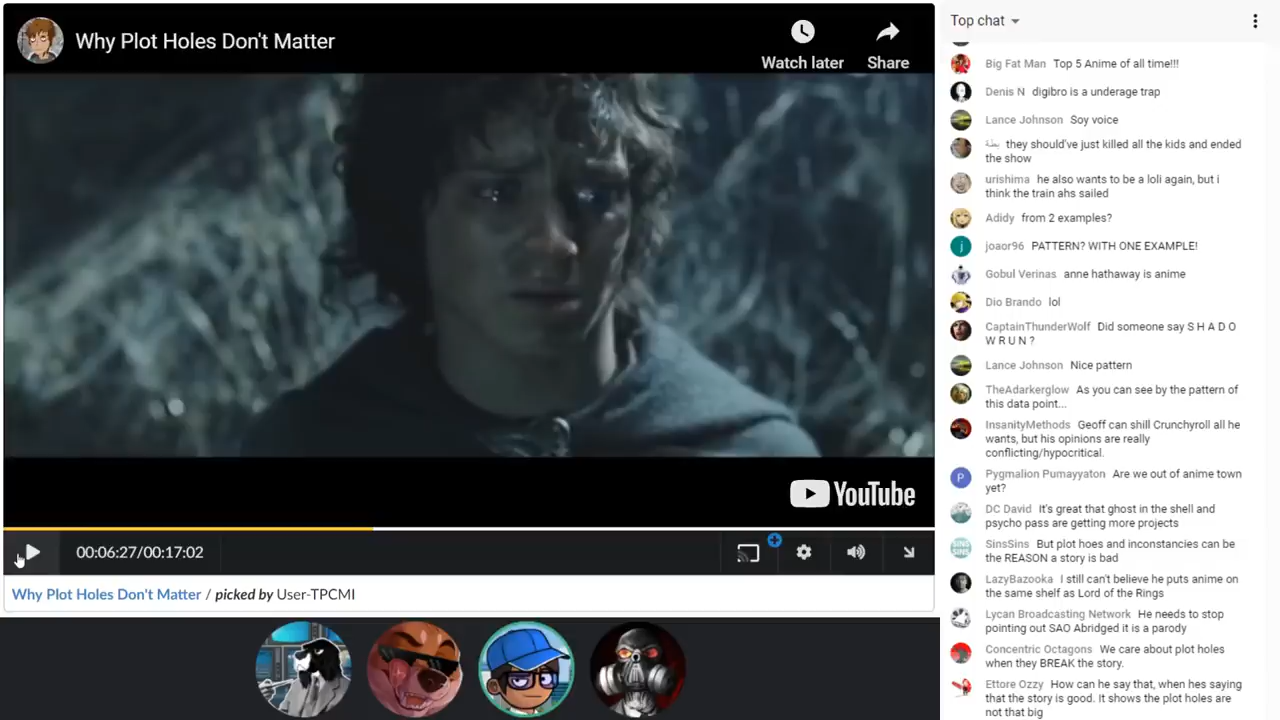 Why Plot Holes Don't Matter
Watch later
Share
YouTube
00:06:27/00:17:02
Why Plot Holes Don't Matter / picked by User-TPCMI
Top chat
Big Fat Man Top 5 Anime of all time!!!
Denis N digibro is a underage trap
Lance Johnson Soy voice
بطة they should've just killed all the kids and ended
the show
urishima he also wants to be a loli again, but i
think the train ahs sailed
Adidy from 2 examples?
j
joaor96 PATTERN? WITH ONE EXAMPLE!
Gobul Verinas anne hathaway is anime
Dio Brando lol
CaptainThunderWolf Did someone say S H A D O
W R U N ?
Lance Johnson Nice pattern
TheAdarkerglow As you can see by the pattern of
this data point...
InsanityMethods Geoff can shill Crunchyroll all he
wants, but his opinions are really
conflicting/hypocritical.
P
Pygmalion Pumayyaton Are we out of anime town
yet?
DC David It's great that ghost in the shell and
psycho pass are getting more projects
SINS
SINS
SinsSins But plot hoes and inconstancies can be
the REASON a story is bad
LazyBazooka I still can't believe he puts anime on
the same shelf as Lord of the Rings
Lycan Broadcasting Network He needs to stop
pointing out SAO Abridged it is a parody
Concentric Octagons We care about plot holes
when they BREAK the story.
Ettore Ozzy How can he say that, when hes saying
that the story is good. It shows the plot holes are
not that big